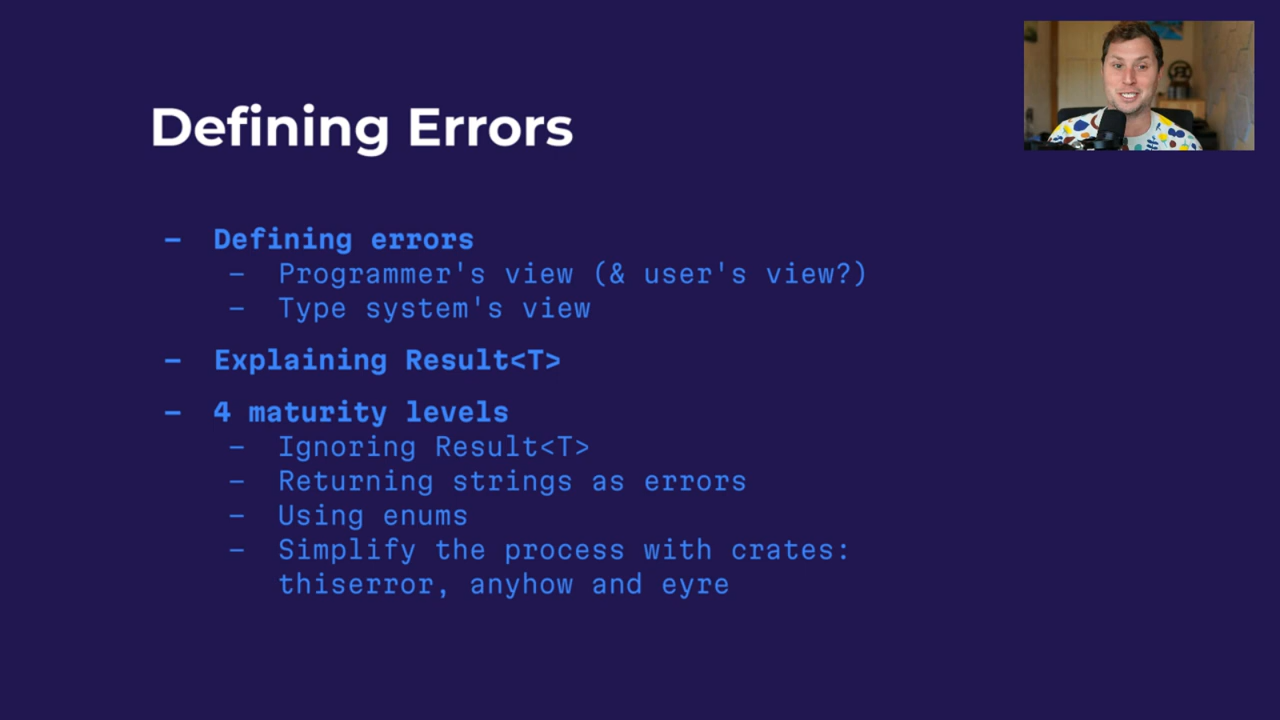 Defining Errors
– Defining errors
– Programmer's view (& user's view?)
– Type system's view
– Explaining Result<T>
– 4 maturity levels
– Ignoring Result<T>
– Returning strings as errors
– Using enums
– Simplify the process with crates:
thiserror, anyhow and eyre